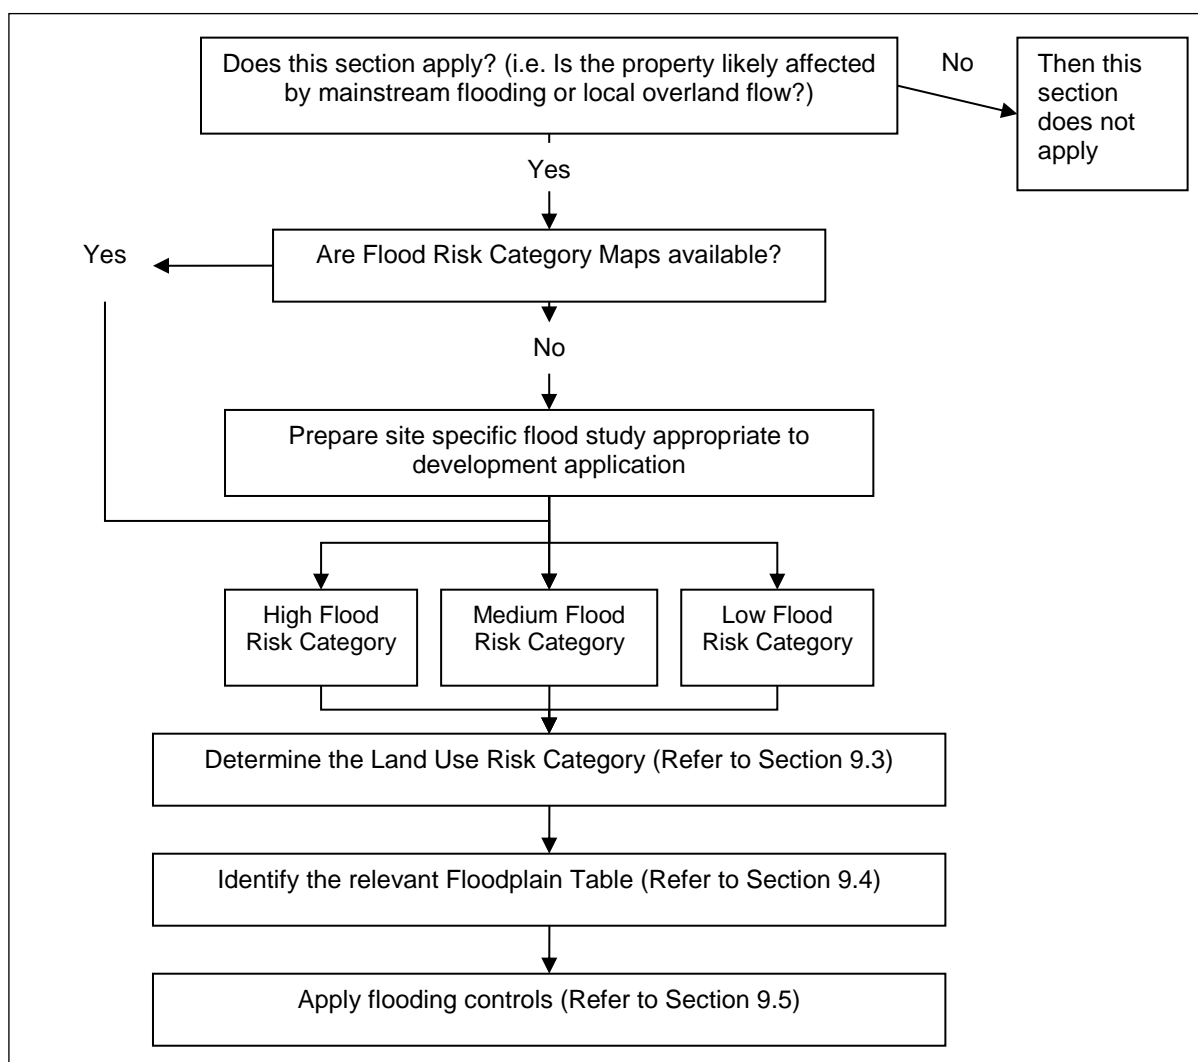 Does this section apply? (i.e. Is the property likely affected
by mainstream flooding or local overland flow?)
No
Then this
section
does not
apply
Yes
Are Flood Risk Category Maps available?
Yes
No
Prepare site specific flood study appropriate to
development application
High Flood
Risk Category
Medium Flood
Risk Category
Low Flood
Risk Category
Determine the Land Use Risk Category (Refer to Section 9.3)
Identify the relevant Floodplain Table (Refer to Section 9.4)
Apply flooding controls (Refer to Section 9.5)